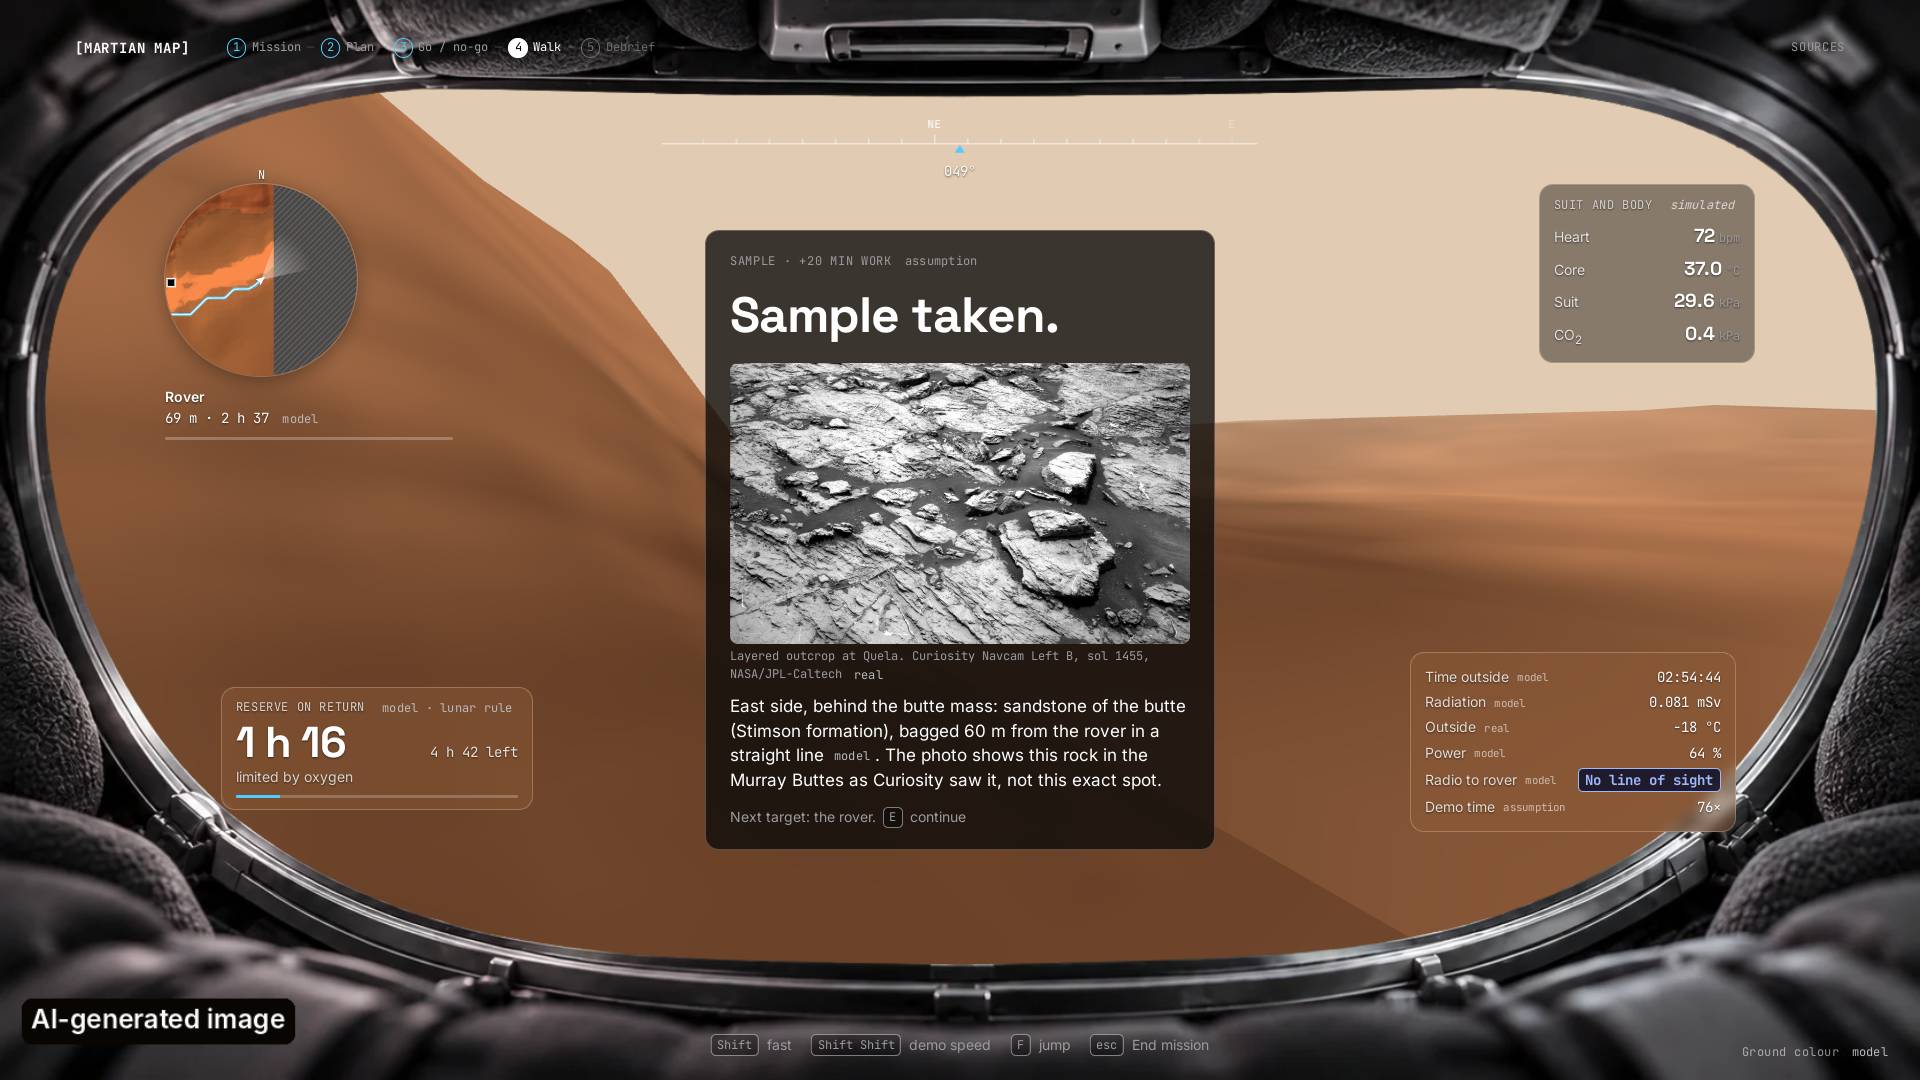 [MARTIAN MAP]
1 Mission
2 Plan
3 Go / no-go
4 Walk
5 Debrief
SOURCES
NE
E
049°
N
Rover
69 m · 2 h 37 model
SUIT AND BODY simulated
Heart 72 bpm
Core 37.0 °C
Suit 29.6 kPa
CO2 0.4 kPa
SAMPLE · +20 MIN WORK assumption
Sample taken.
Layered outcrop at Quela. Curiosity Navcam Left B, sol 1455,
NASA/JPL-Caltech real
East side, behind the butte mass: sandstone of the butte
(Stimson formation), bagged 60 m from the rover in a
straight line model . The photo shows this rock in the
Murray Buttes as Curiosity saw it, not this exact spot.
Next target: the rover. E continue
RESERVE ON RETURN model · lunar rule
1 h 16 4 h 42 left
limited by oxygen
Time outside model 02:54:44
Radiation model 0.081 mSv
Outside real -18 °C
Power model 64 %
Radio to rover model No line of sight
Demo time assumption 76×
AI-generated image
Shift fast Shift Shift demo speed F jump esc End mission
Ground colour model